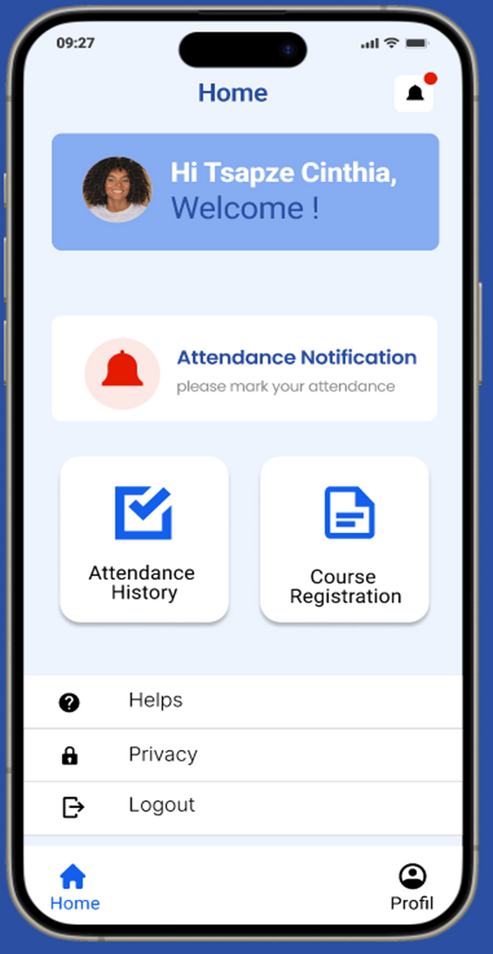 09:27
Home
Hi Tsapze Cinthia,
Welcome !
Attendance Notification
please mark your attendance
Attendance
History
Course
Registration
Helps
Privacy
Logout
Home
Profil